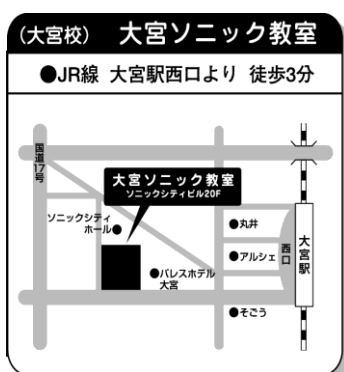 (大宮校) 大宮ソニック教室
●JR線 大宮駅西口より 徒歩3分
国道17号
大宮ソニック教室
ソニックシティビル20F
ソニックシティ
ホール●
●丸井
●アルシェ
西口
大宮駅
●パレスホテル
大宮
●そごう